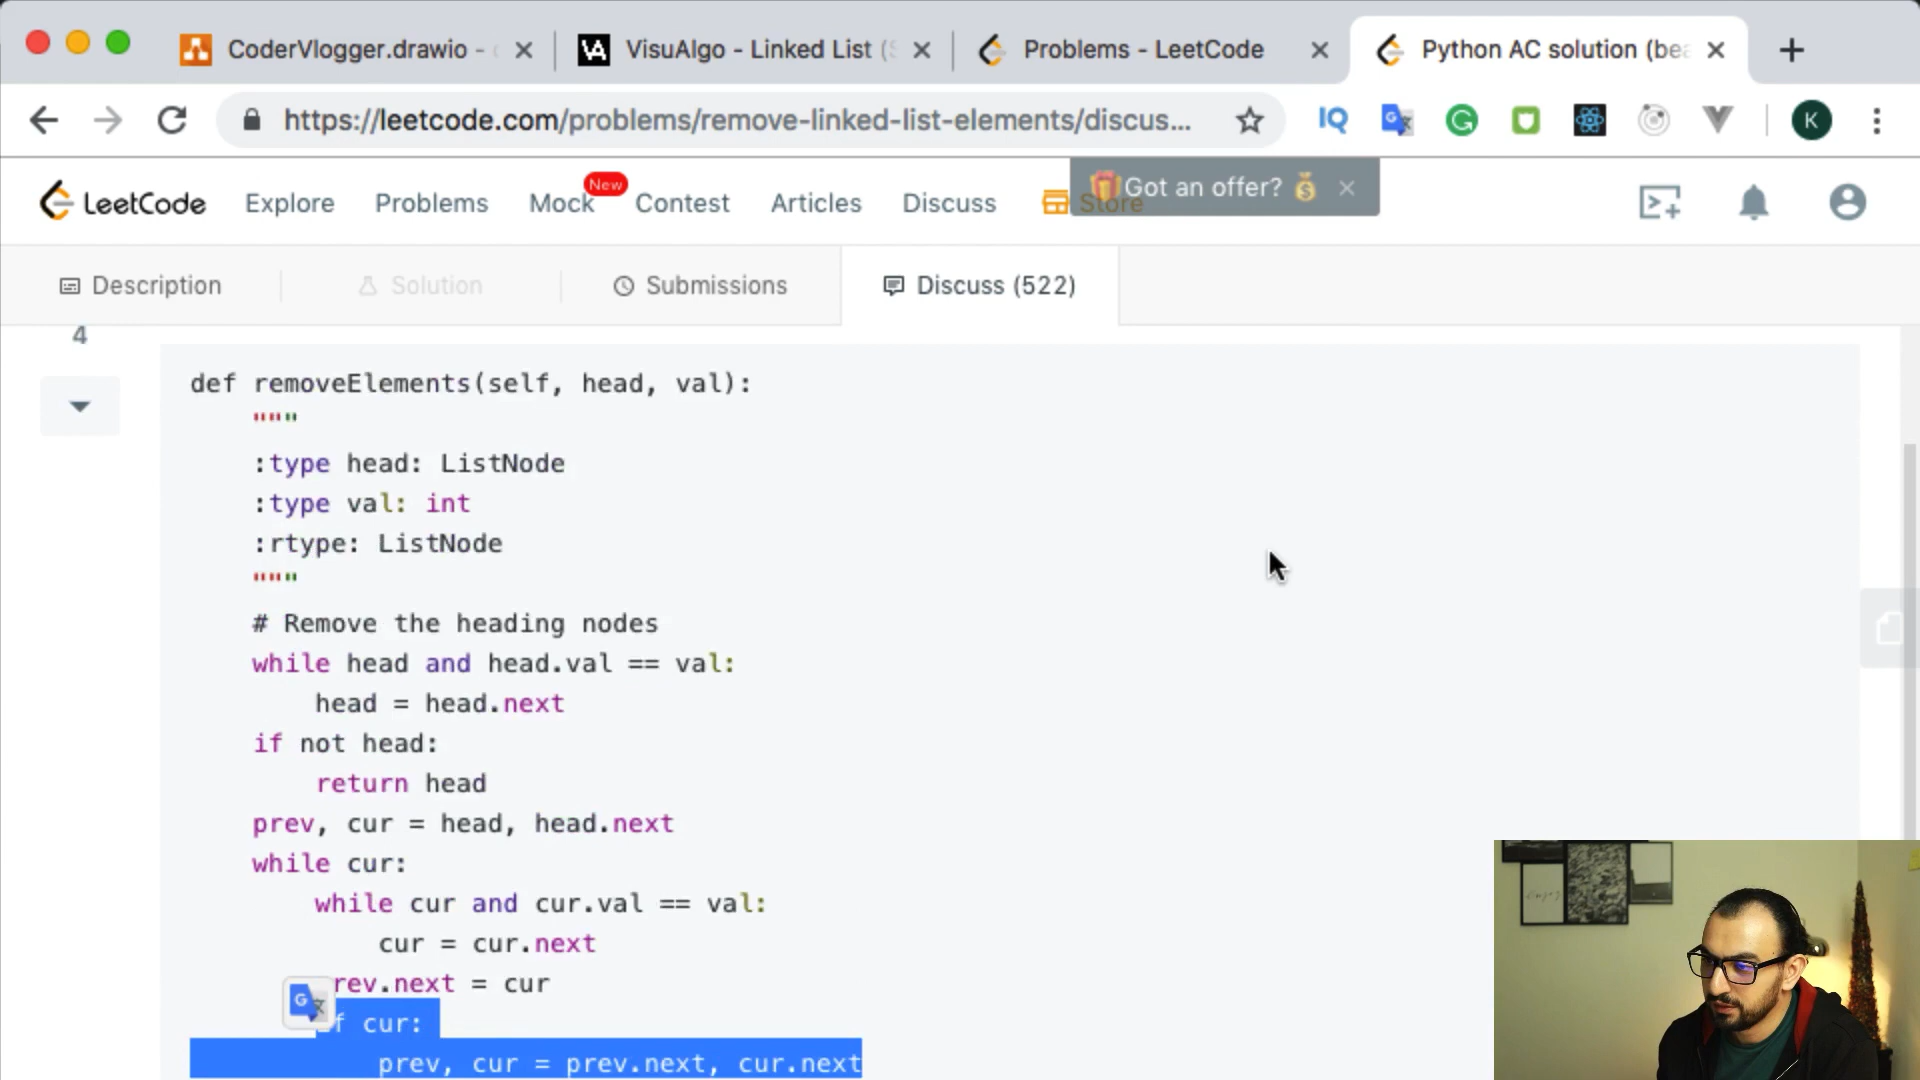 CoderVlogger.drawio -
VisuAlgo - Linked List (
Problems - LeetCode
Python AC solution (bea
https://leetcode.com/problems/remove-linked-list-elements/discus...
IQ
K
LeetCode
Explore
Problems
Mock
New
Contest
Articles
Discuss
Store
Got an offer?
Description
Solution
Submissions
Discuss (522)
4
def removeElements(self, head, val):
"""
:type head: ListNode
:type val: int
:rtype: ListNode
"""
# Remove the heading nodes
while head and head.val == val:
head = head.next
if not head:
return head
prev, cur = head, head.next
while cur:
while cur and cur.val == val:
cur = cur.next
rev.next = cur
f cur:
prev, cur = prev.next, cur.next